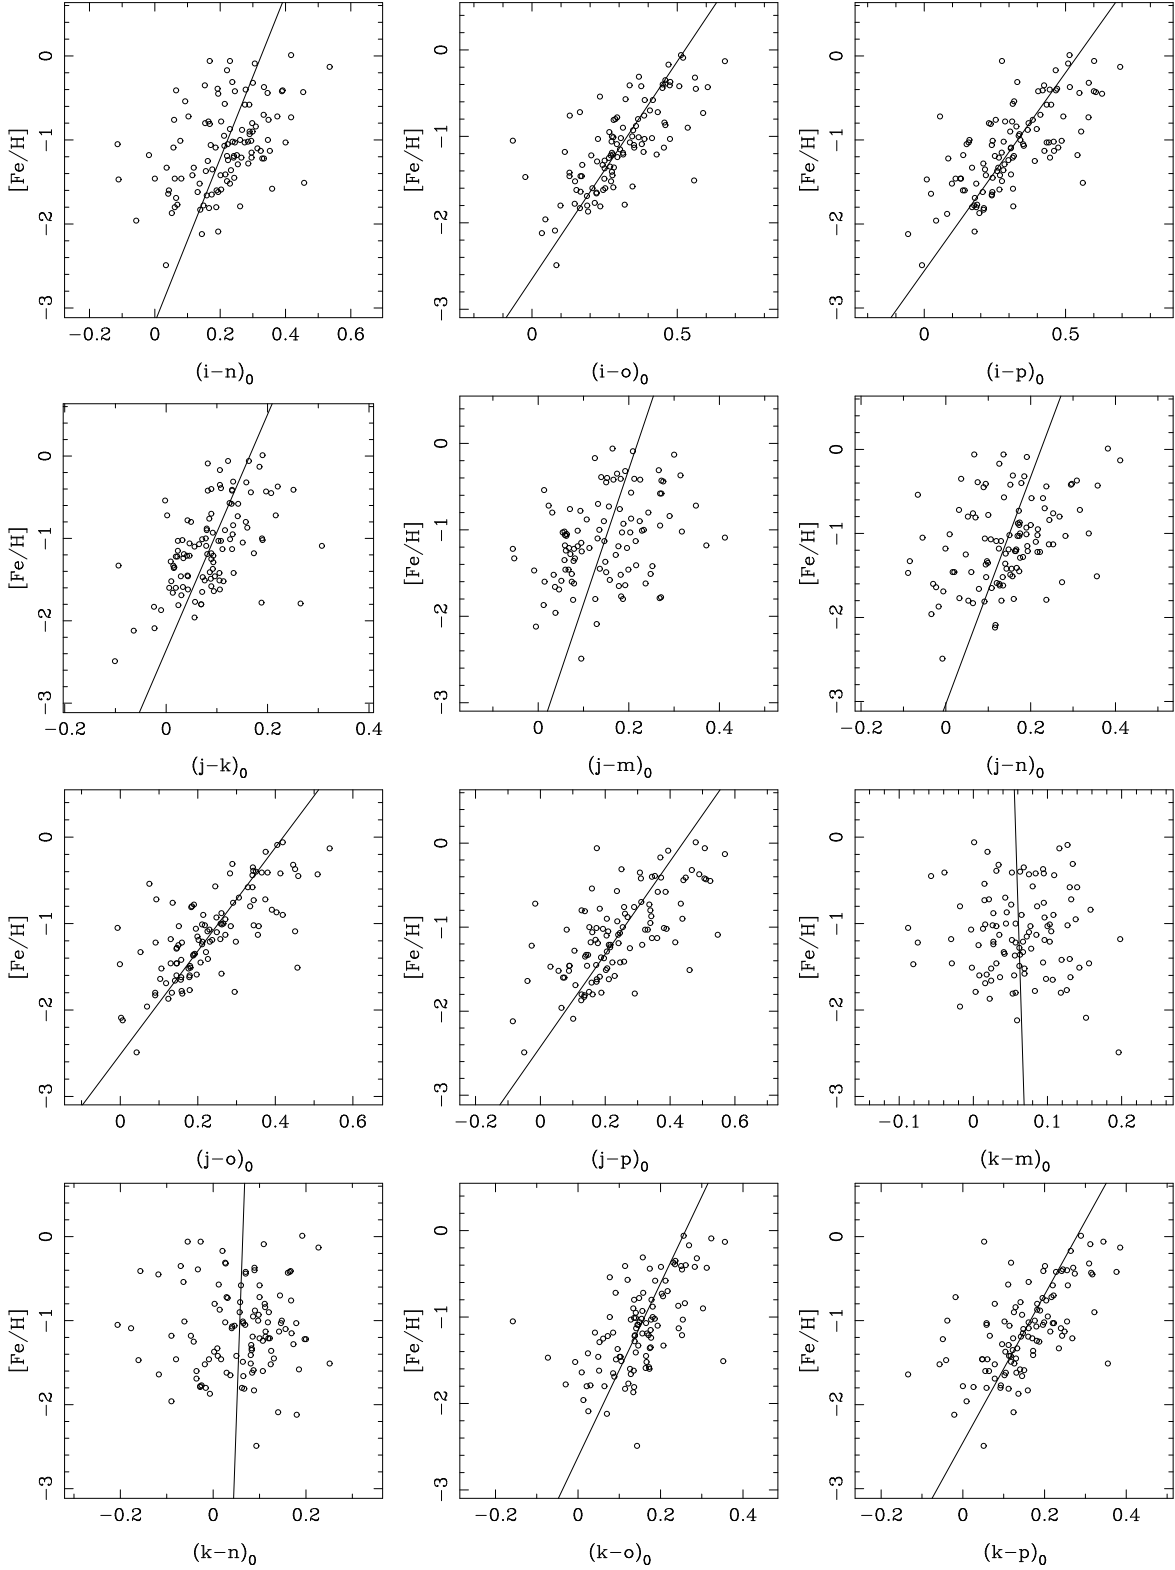 [Fe/H]
0
−1
−2
−3
−0.2 0 0.2 0.4 0.6
(i−n)0
[Fe/H]
0
−1
−2
−3
0 0.5
(i−o)0
[Fe/H]
0
−1
−2
−3
0 0.5
(i−p)0
[Fe/H]
0
−1
−2
−3
−0.2 0 0.2 0.4
(j−k)0
[Fe/H]
0
−1
−2
−3
0 0.2 0.4
(j−m)0
[Fe/H]
0
−1
−2
−3
−0.2 0 0.2 0.4
(j−n)0
[Fe/H]
0
−1
−2
−3
0 0.2 0.4 0.6
(j−o)0
[Fe/H]
0
−1
−2
−3
−0.2 0 0.2 0.4 0.6
(j−p)0
[Fe/H]
0
−1
−2
−3
−0.1 0 0.1 0.2
(k−m)0
[Fe/H]
0
−1
−2
−3
−0.2 0 0.2
(k−n)0
[Fe/H]
0
−1
−2
−3
−0.2 0 0.2 0.4
(k−o)0
[Fe/H]
0
−1
−2
−3
−0.2 0 0.2 0.4
(k−p)0